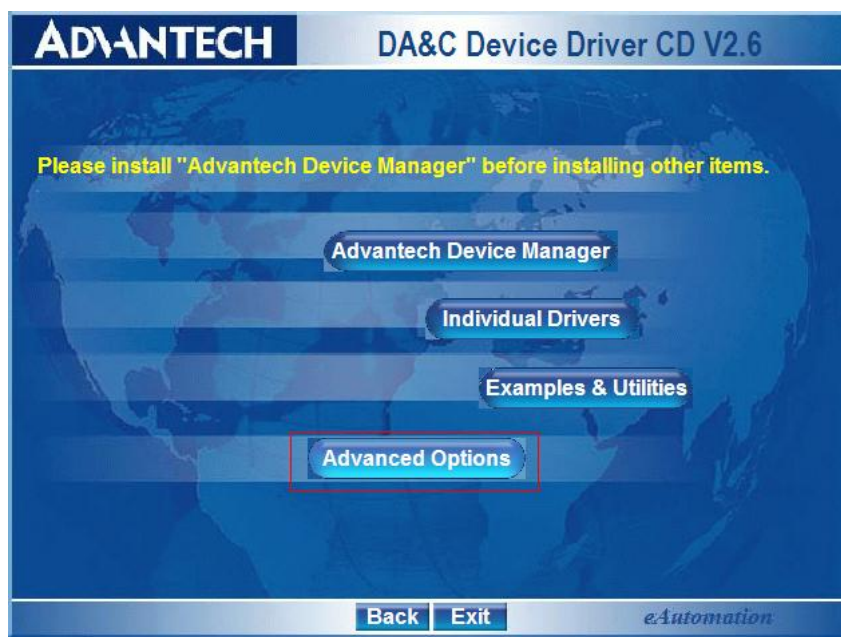 ADVANTECH
DA&C Device Driver CD V2.6
Please install "Advantech Device Manager" before installing other items.
Advantech Device Manager
Individual Drivers
Examples & Utilities
Advanced Options
Back Exit
eAutomation